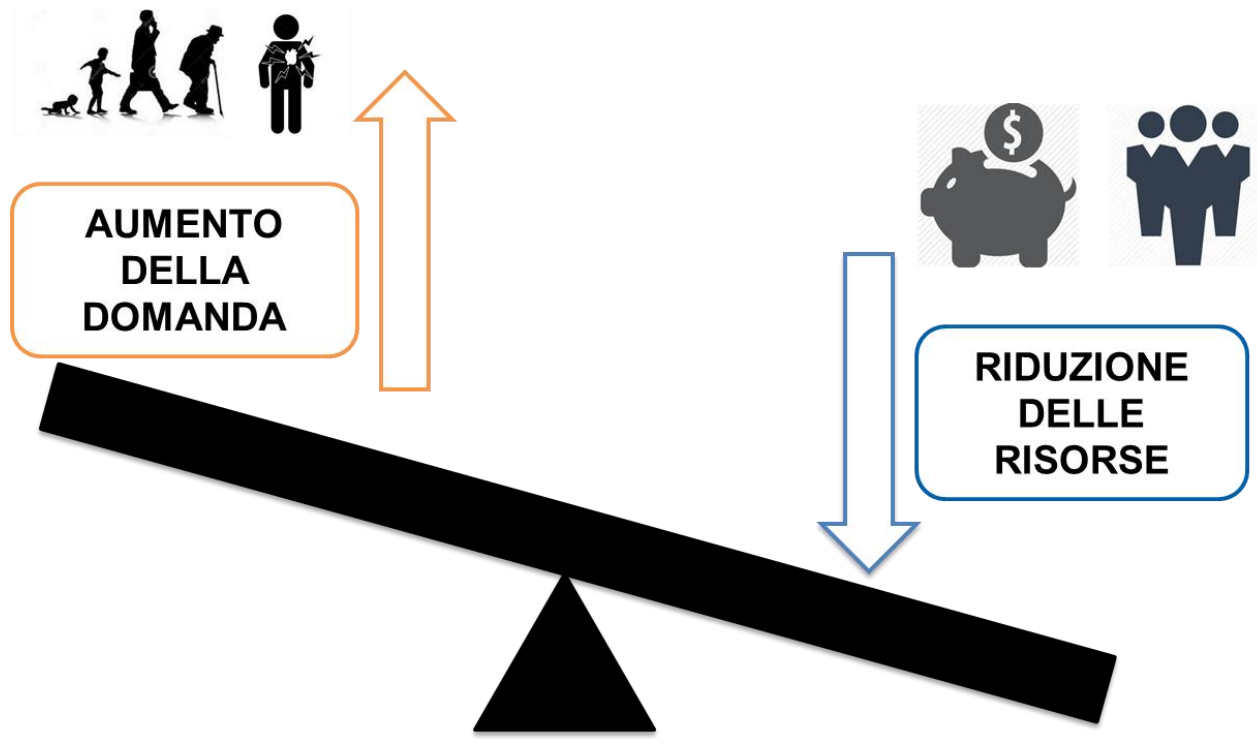 AUMENTO
DELLA
DOMANDA
$
RIDUZIONE
DELLE
RISORSE